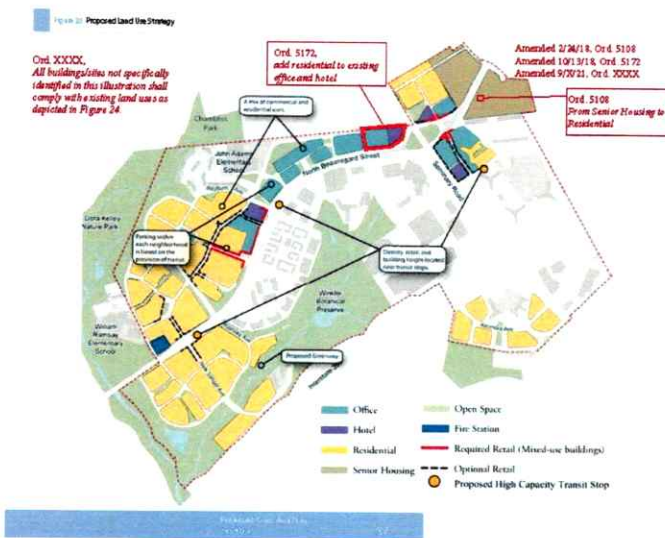 Figure 23 Proposed Land Use Strategy
Ord. XXXX,
All buildings/sites not specifically
identified in this illustration shall
comply with existing land uses as
depicted in Figure 24.
Ord. 5172,
add residential to existing
office and hotel
Amended 2/24/18, Ord. 5108
Amended 10/13/18, Ord. 5172
Amended 9/X/21, Ord. XXXX
Ord. 5108
From Senior Housing to
Residential
A mix of commercial and
residential uses.
Chambliss
Park
John Adams
Elementary
School
North Beauregard Street
Seminary Road
Dora Kelley
Nature Park
Parking within
each neighborhood
is based on the
provision of transit.
Density, retail, and
building height located
near transit stops.
Winkler
Botanical
Preserve
William
Ramsay
Elementary
School
Proposed Greenway
Office
Hotel
Residential
Senior Housing
Open Space
Fire Station
Required Retail (Mixed-use buildings)
Optional Retail
Proposed High Capacity Transit Stop